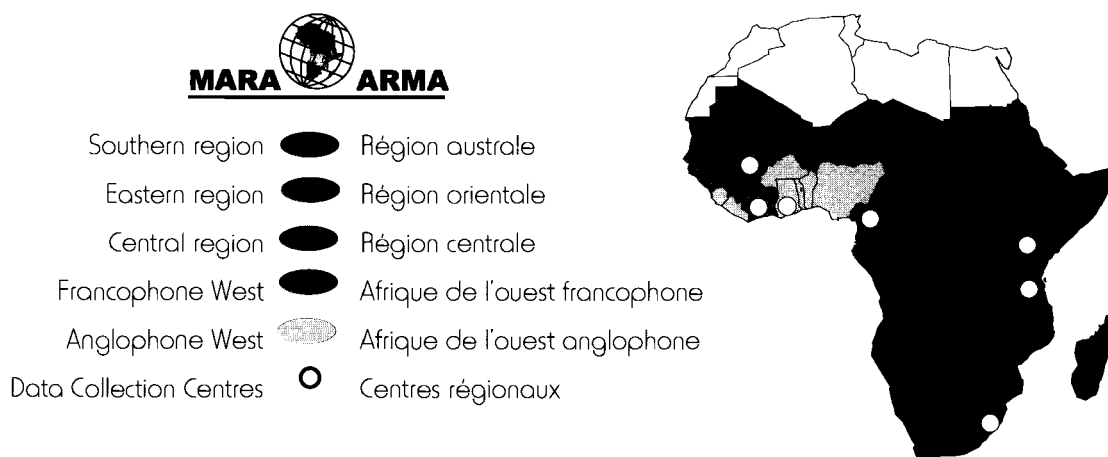 MARA ARMA
Southern region Région australe
Eastern region Région orientale
Central region Région centrale
Francophone West Afrique de l'ouest francophone
Anglophone West Afrique de l'ouest anglophone
Data Collection Centres Centres régionaux